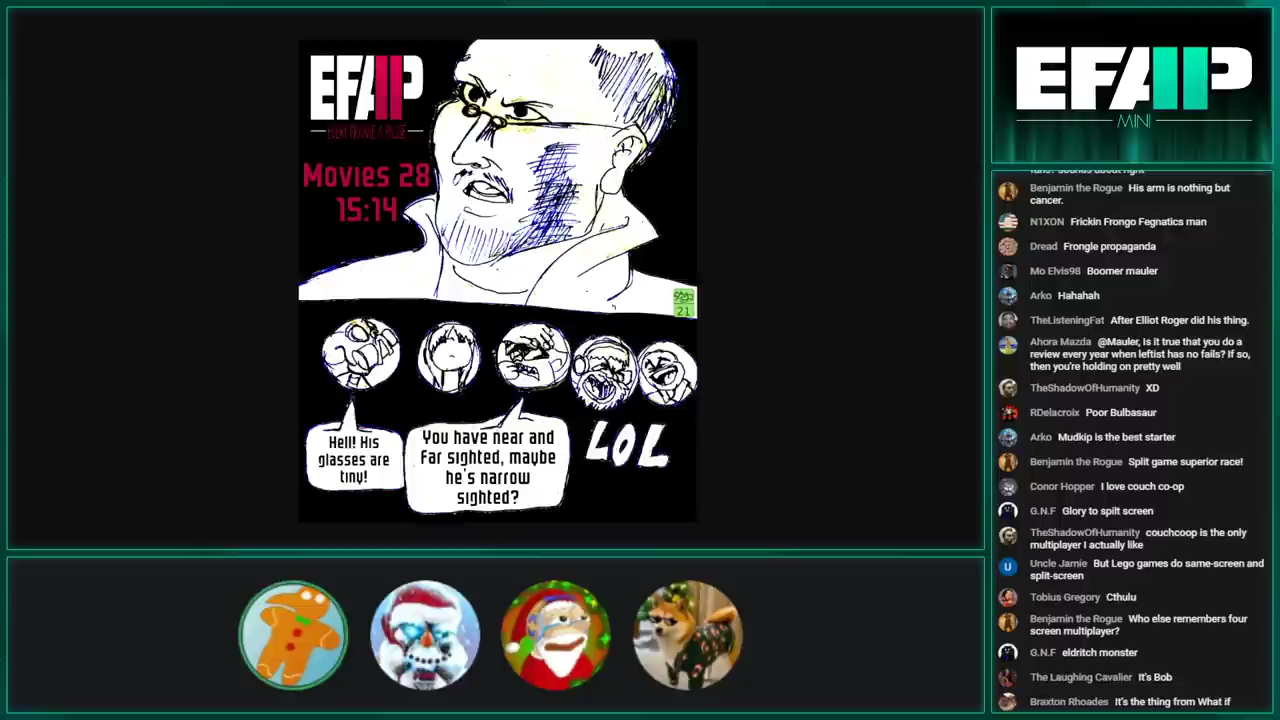 EFAP
EVERY FRAME A PAUSE
Movies 28
15:14
21
Hell! His
glasses are
tiny!
You have near and
far sighted, maybe
he's narrow
sighted?
LOL
EFAP
MINI
fans? sounds about right
Benjamin the Rogue His arm is nothing but
cancer.
N1XON Frickin Frongo Fegnatics man
Dread Frongle propaganda
Mo Elvis98 Boomer mauler
Arko Hahahah
TheListeningFat After Elliot Roger did his thing.
Ahora Mazda @Mauler, Is it true that you do a
review every year when leftist has no fails? If so,
then you're holding on pretty well
TheShadowOfHumanity XD
RDelacroix Poor Bulbasaur
Arko Mudkip is the best starter
Benjamin the Rogue Split game superior race!
Conor Hopper I love couch co-op
G.N.F Glory to spilt screen
TheShadowOfHumanity couchcoop is the only
multiplayer I actually like
U
Uncle Jamie But Lego games do same-screen and
split-screen
Tobius Gregory Cthulu
Benjamin the Rogue Who else remembers four
screen multiplayer?
G.N.F eldritch monster
The Laughing Cavalier It's Bob
Braxton Rhoades It's the thing from What if